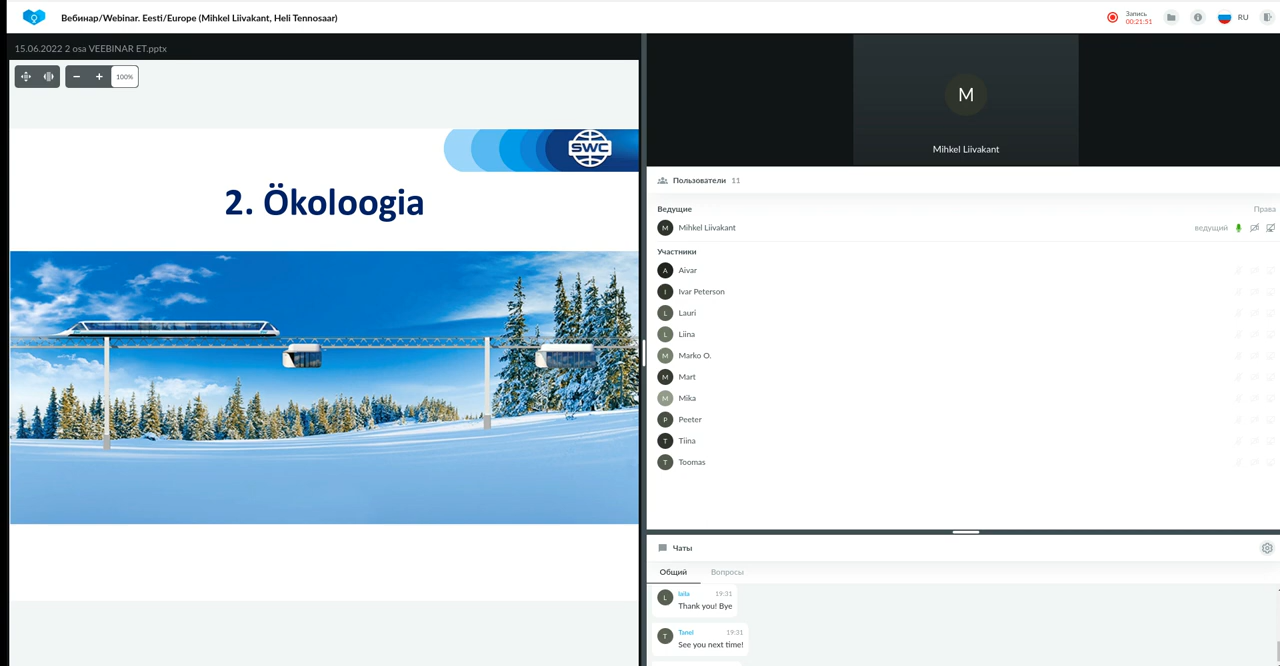 Вебинар/Webinar. Eesti/Europe (Mihkel Liivakant, Heli Tennosaar)
Запись
00:21:51
RU
15.06.2022 2 osa VEEBINAR ET.pptx
100%
SWC
2. Ökoloogia
M
Mihkel Liivakant
Пользователи 11
Ведущие Права
M Mihkel Liivakant ведущий
Участники
A Aivar
I Ivar Peterson
L Lauri
L Liina
M Marko O.
M Mart
M Mika
P Peeter
T Tiina
T Toomas
Чаты
Общий Вопросы
L laila 19:31
Thank you! Bye
T Tanel 19:31
See you next time!